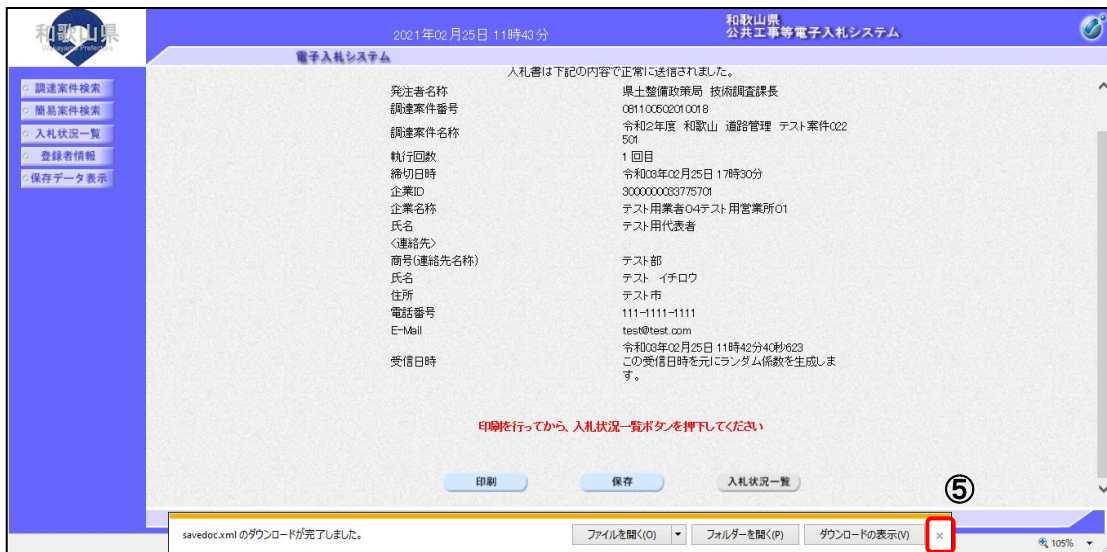 和歌山県
Wakayama Prefecture
2021年02月25日 11時43分
和歌山県
公共工事等電子入札システム
電子入札システム
調達案件検索
簡易案件検索
入札状況一覧
登録者情報
保存データ表示
入札書は下記の内容で正常に送信されました。
発注者名称 県土整備政策局 技術調査課長
調達案件番号 08110050201001​8
調達案件名称 令和2年度 和歌山 道路管理 テスト案件022
501
執行回数 1回目
締切日時 令和03年02月25日 17時30分
企業ID 3000000033775701
企業名称 テスト用業者04テスト用営業所01
氏名 テスト用代表者
〈連絡先〉
商号(連絡先名称) テスト部
氏名 テスト イチロウ
住所 テスト市
電話番号 111-1111-1111
E-Mail test@test.com
受信日時 令和03年02月25日 11時42分40秒623
この受信日時を元にランダム係数を生成しま
す。
印刷を行ってから、入札状況一覧ボタンを押下してください
印刷 保存 入札状況一覧
⑤
savedoc.xml のダウンロードが完了しました。 ファイルを開く(O) フォルダーを開く(P) ダウンロードの表示(V) ×
105%